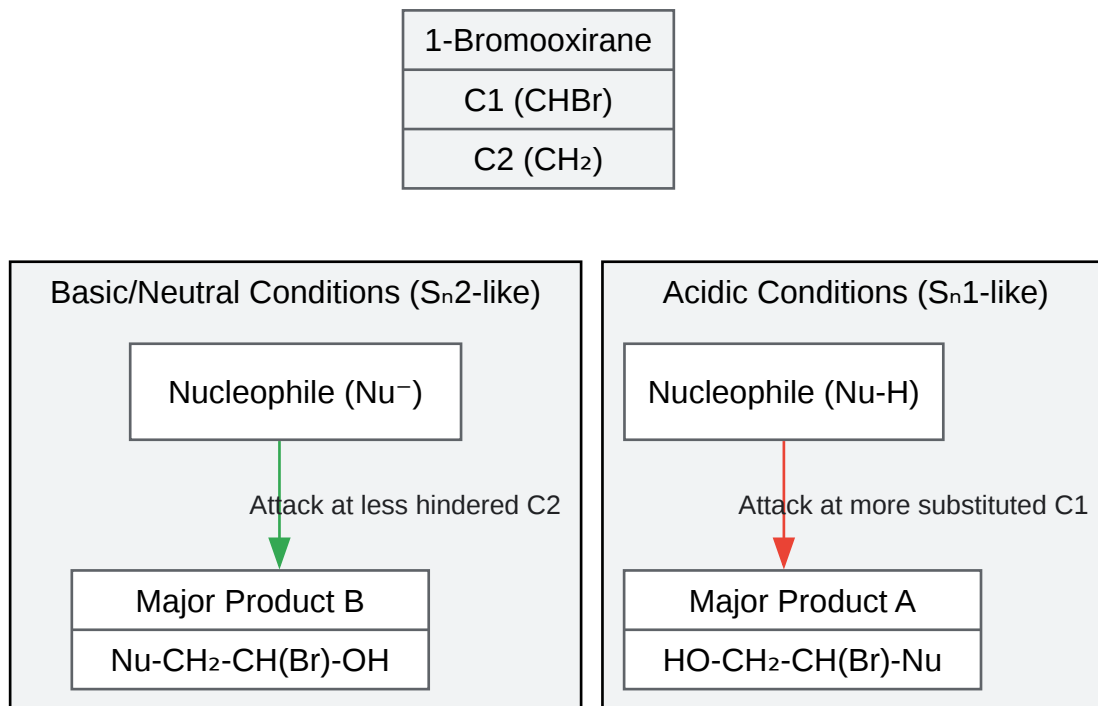 1-Bromooxirane
C1 (CHBr)
C2 (CH₂)
Basic/Neutral Conditions (Sₙ2-like)
Nucleophile (Nu⁻)
Attack at less hindered C2
Major Product B
Nu-CH₂-CH(Br)-OH
Acidic Conditions (Sₙ1-like)
Nucleophile (Nu-H)
Attack at more substituted C1
Major Product A
HO-CH₂-CH(Br)-Nu